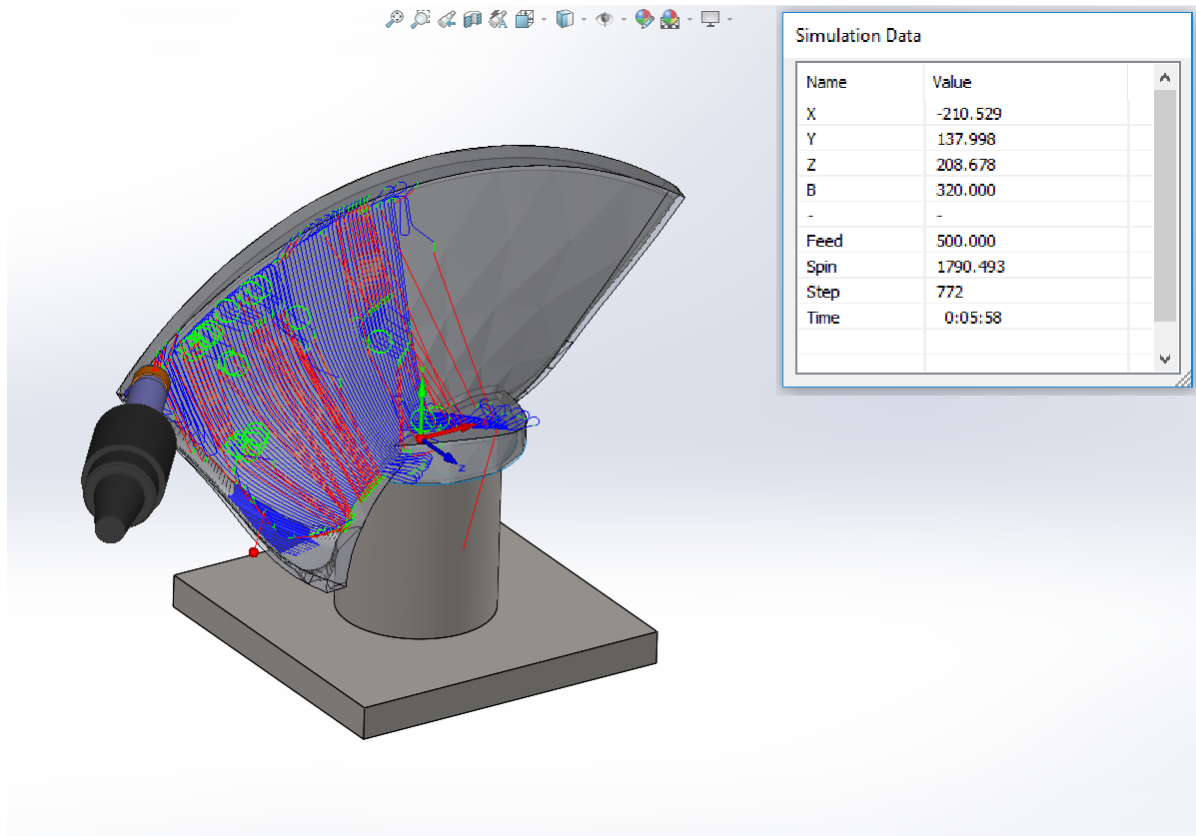 Simulation Data
Name Value
X -210.529
Y 137.998
Z 208.678
B 320.000
- -
Feed 500.000
Spin 1790.493
Step 772
Time 0:05:58
Z